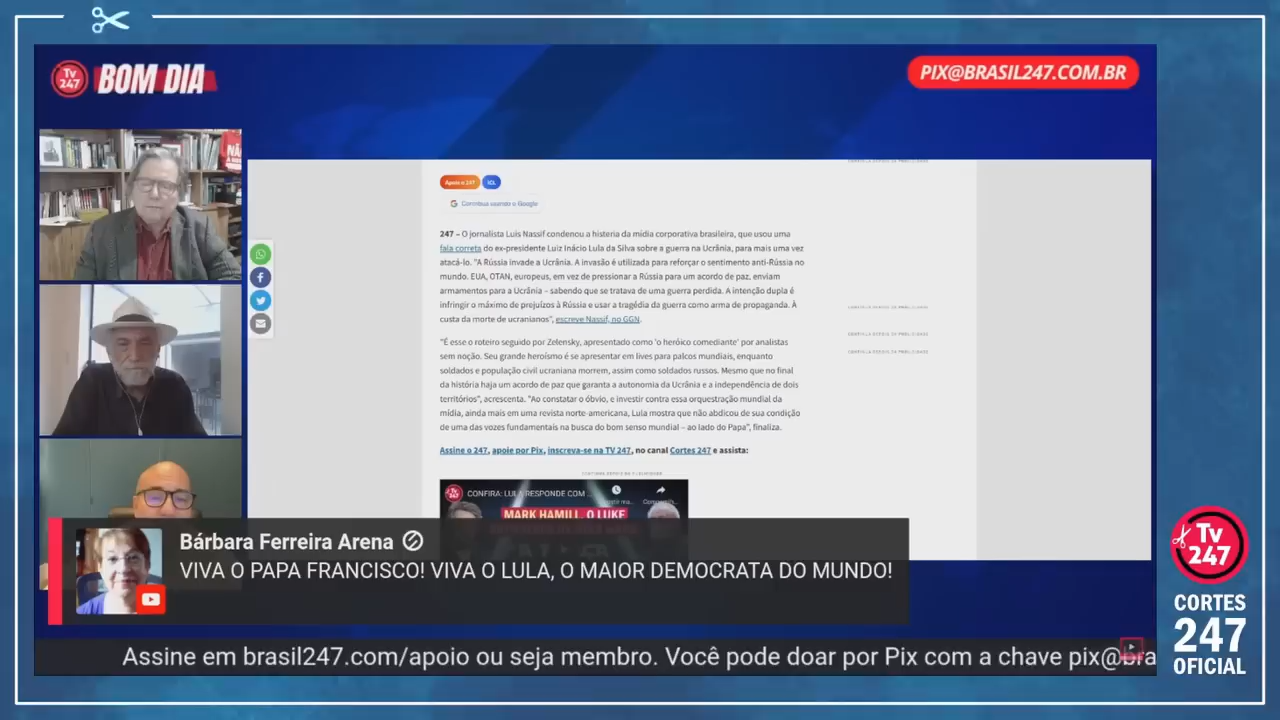 Tv 247 BOM DIA
PIX@BRASIL247.COM.BR
Apoie o 247 ICL
Continue usando o Google
247 – O jornalista Luis Nassif condenou a histeria da mídia corporativa brasileira, que usou uma
fala correta do ex-presidente Luiz Inácio Lula da Silva sobre a guerra na Ucrânia, para mais uma vez
atacá-lo. "A Rússia invade a Ucrânia. A invasão é utilizada para reforçar o sentimento anti-Rússia no
mundo. EUA, OTAN, europeus, em vez de pressionar a Rússia para um acordo de paz, enviam
armamentos para a Ucrânia – sabendo que se tratava de uma guerra perdida. A intenção dupla é
infringir o máximo de prejuízos à Rússia e usar a tragédia da guerra como arma de propaganda. À
custa da morte de ucranianos", escreve Nassif, no GGN.
"É esse o roteiro seguido por Zelensky, apresentado como 'o heróico comediante' por analistas
sem noção. Seu grande heroísmo é se apresentar em lives para palcos mundiais, enquanto
soldados e população civil ucraniana morrem, assim como soldados russos. Mesmo que no final
da história haja um acordo de paz que garanta a autonomia da Ucrânia e a independência de dois
territórios", acrescenta. "Ao constatar o óbvio, e investir contra essa orquestração mundial da
mídia, ainda mais em uma revista norte-americana, Lula mostra que não abdicou de sua condição
de uma das vozes fundamentais na busca do bom senso mundial – ao lado do Papa", finaliza.
Assine o 247, apoie por Pix, inscreva-se na TV 247, no canal Cortes 247 e assista:
CONFIRA: LULA RESPONDE COM ...
MARK HAMILL, O LUKE
Bárbara Ferreira Arena
VIVA O PAPA FRANCISCO! VIVA O LULA, O MAIOR DEMOCRATA DO MUNDO!
Assine em brasil247.com/apoio ou seja membro. Você pode doar por Pix com a chave pix@bra
Tv
247
CORTES
247
OFICIAL